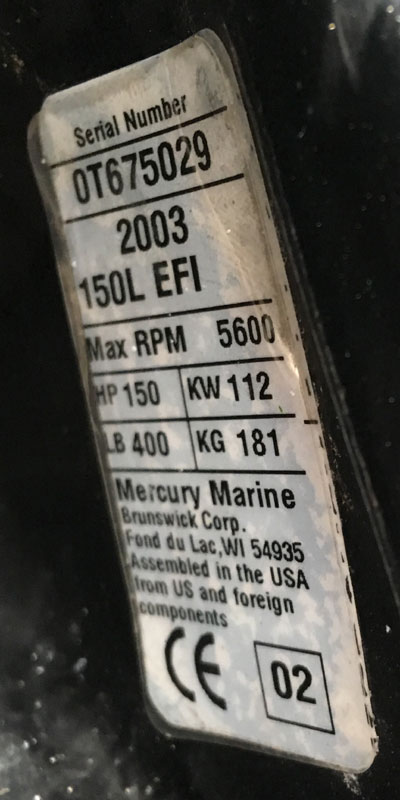 Serial Number
0T675029
2003
150L EFI
Max RPM 5600
HP 150 KW 112
LB 400 KG 181
Mercury Marine
Brunswick Corp.
Fond du Lac,WI 54935
Assembled in the USA
from US and foreign
components
CE 02